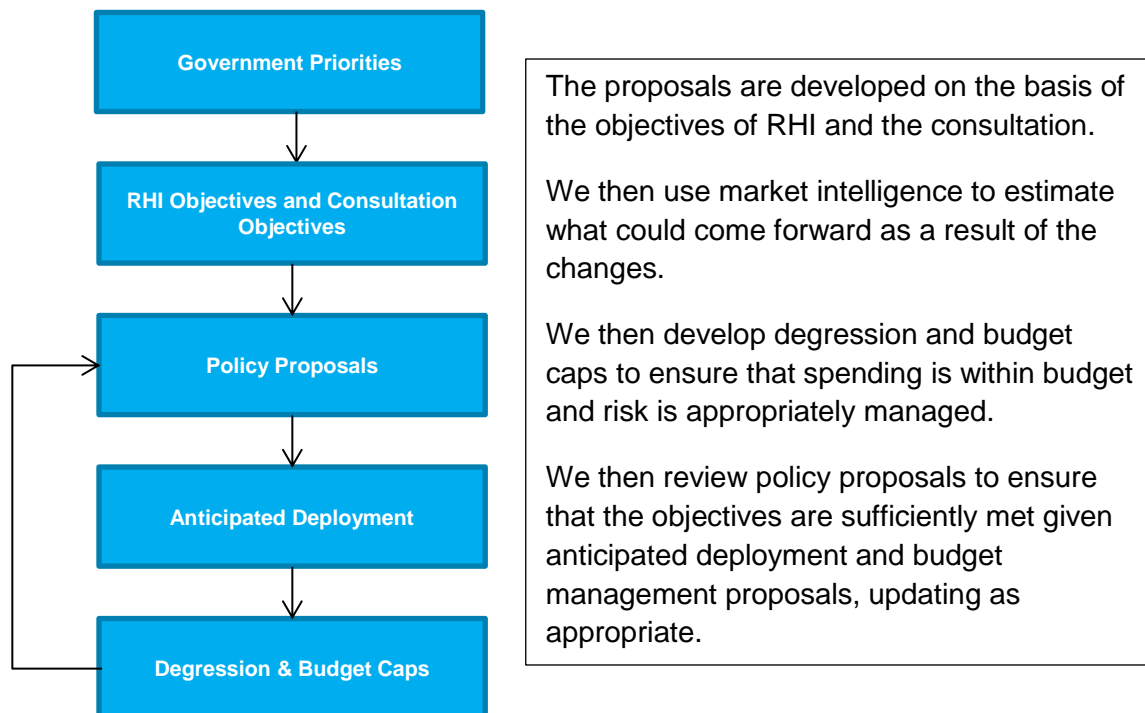 Government Priorities
RHI Objectives and Consultation
Objectives
Policy Proposals
Anticipated Deployment
Degression & Budget Caps
The proposals are developed on the basis of
the objectives of RHI and the consultation.
We then use market intelligence to estimate
what could come forward as a result of the
changes.
We then develop degression and budget
caps to ensure that spending is within budget
and risk is appropriately managed.
We then review policy proposals to ensure
that the objectives are sufficiently met given
anticipated deployment and budget
management proposals, updating as
appropriate.